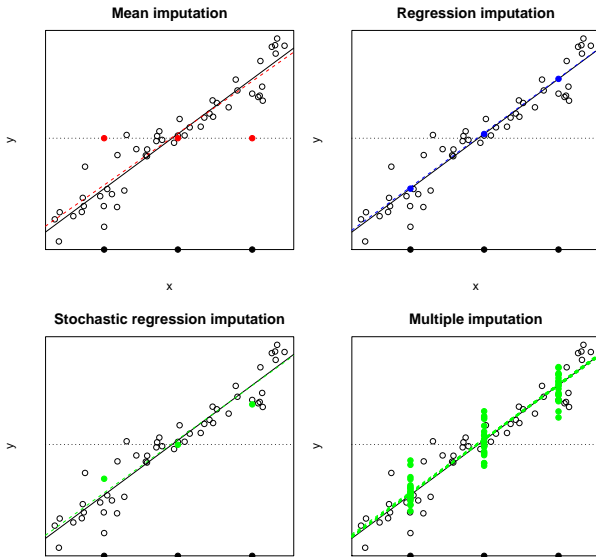 Mean imputation
y
x
Regression imputation
y
x
Stochastic regression imputation
y
Multiple imputation
y